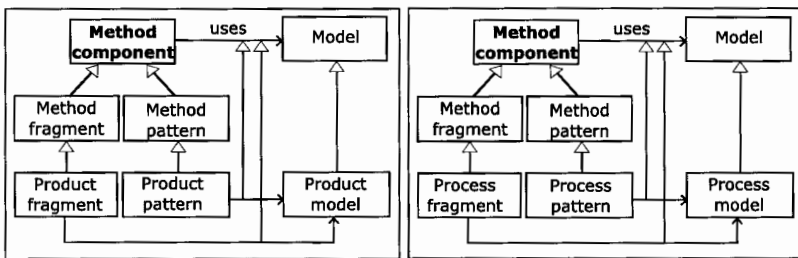 Method
component
uses
Model
Method
fragment
Method
pattern
Product
fragment
Product
pattern
Product
model
Method
component
uses
Model
Method
fragment
Method
pattern
Process
fragment
Process
pattern
Process
model